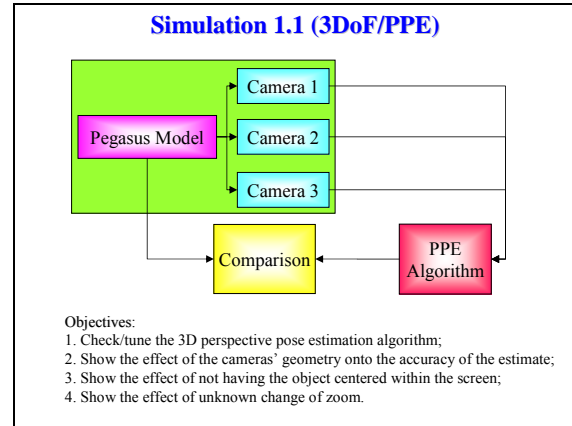 Simulation 1.1 (3DoF/PPE)
Camera 1
Pegasus Model
Camera 2
Camera 3
Comparison
PPE
Algorithm
Objectives:
1. Check/tune the 3D perspective pose estimation algorithm;
2. Show the effect of the cameras' geometry onto the accuracy of the estimate;
3. Show the effect of not having the object centered within the screen;
4. Show the effect of unknown change of zoom.